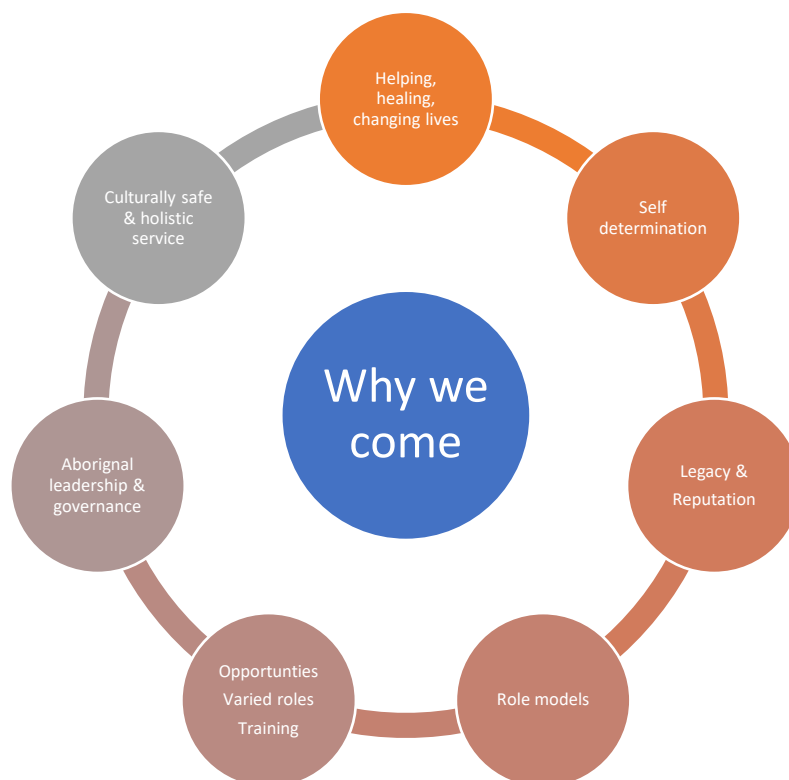 Helping,
healing,
changing lives
Self
determination
Legacy &
Reputation
Role models
Opportunties
Varied roles
Training
Aborignal
leadership &
governance
Culturally safe
& holistic
service
Why we
come